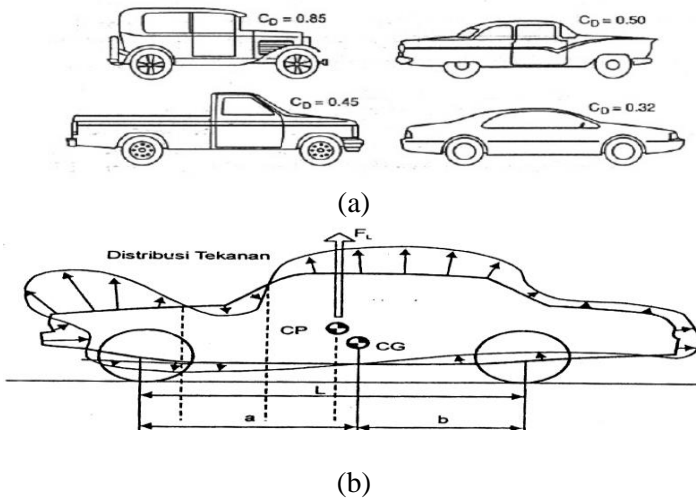 C_D = 0.85
C_D = 0.50
C_D = 0.45
C_D = 0.32
(a)
Distribusi Tekanan
F_L
CP
CG
L
a
b
(b)